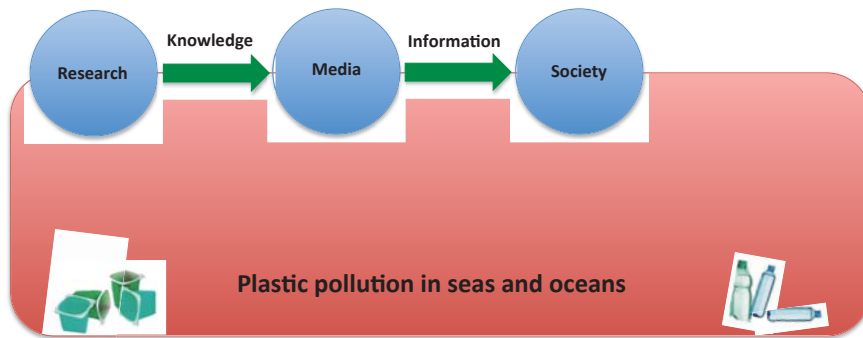 Knowledge
Information
Research
Media
Society
Plastic pollution in seas and oceans